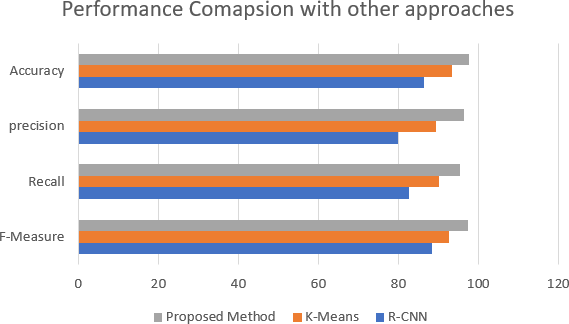 Performance Comapsion with other approaches
Accuracy
precision
Recall
F-Measure
0 20 40 60 80 100 120
Proposed Method K-Means R-CNN